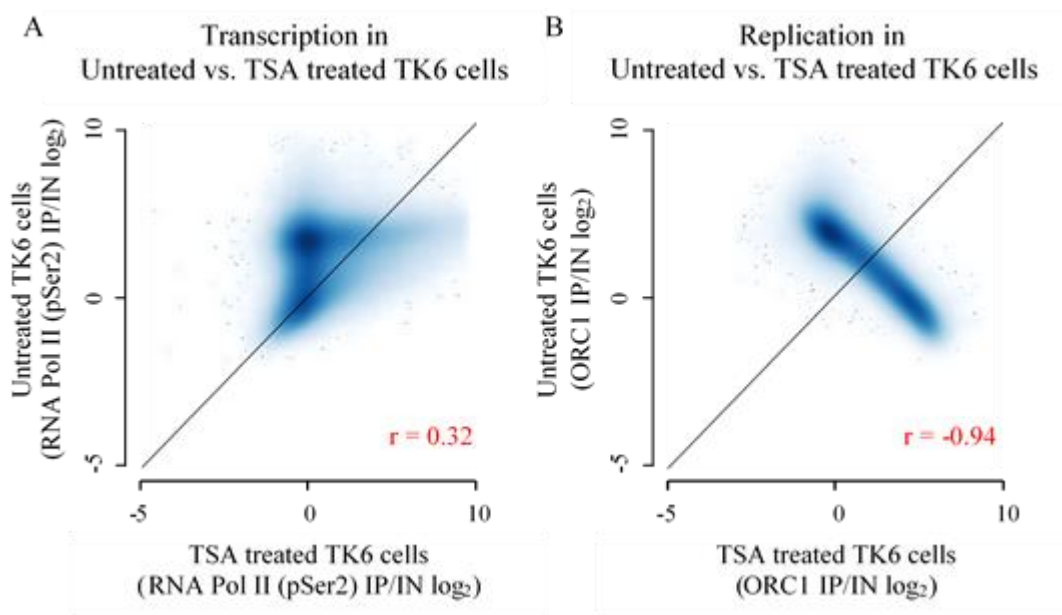 A
Transcription in
Untreated vs. TSA treated TK6 cells
Untreated TK6 cells
(RNA Pol II (pSer2) IP/IN log₂)
10
0
-5
r = 0.32
-5 0 10
TSA treated TK6 cells
(RNA Pol II (pSer2) IP/IN log₂)
B
Replication in
Untreated vs. TSA treated TK6 cells
Untreated TK6 cells
(ORC1 IP/IN log₂)
10
0
-5
r = -0.94
-5 0 10
TSA treated TK6 cells
(ORC1 IP/IN log₂)